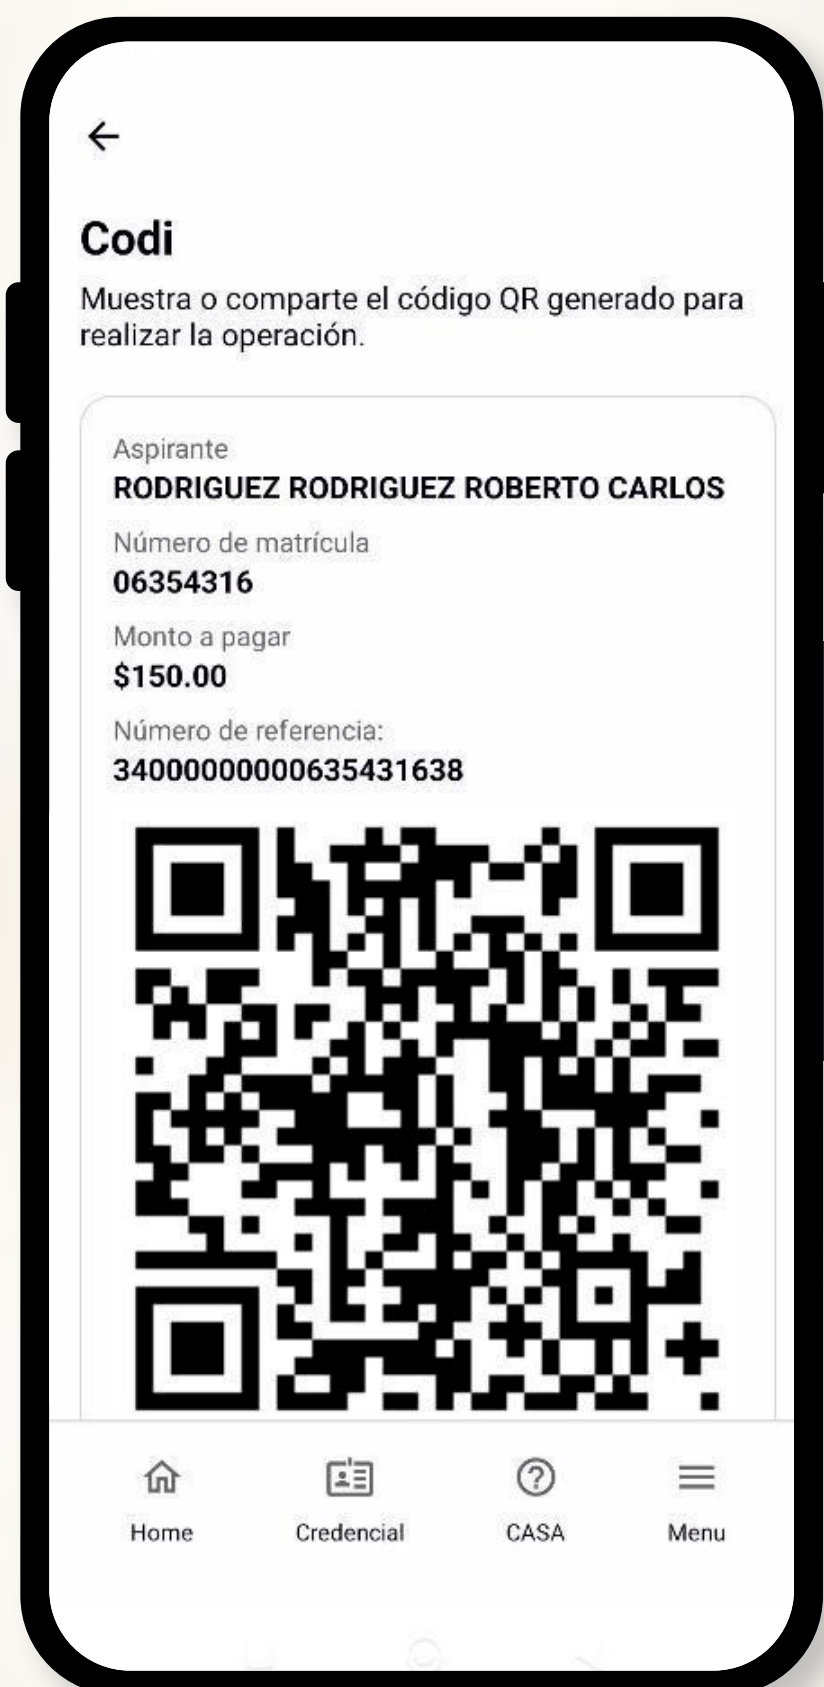 Codi
Muestra o comparte el código QR generado para
realizar la operación.
Aspirante
RODRIGUEZ RODRIGUEZ ROBERTO CARLOS
Número de matrícula
06354316
Monto a pagar
$150.00
Número de referencia:
34000000000635431638
Home
Credencial
CASA
Menu